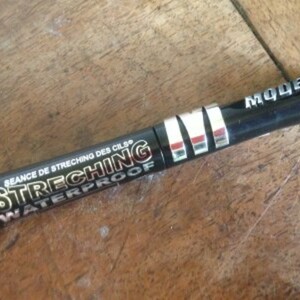 SEANCE DE STRECHING DES CILS®
STRECHING
WATERPROOF